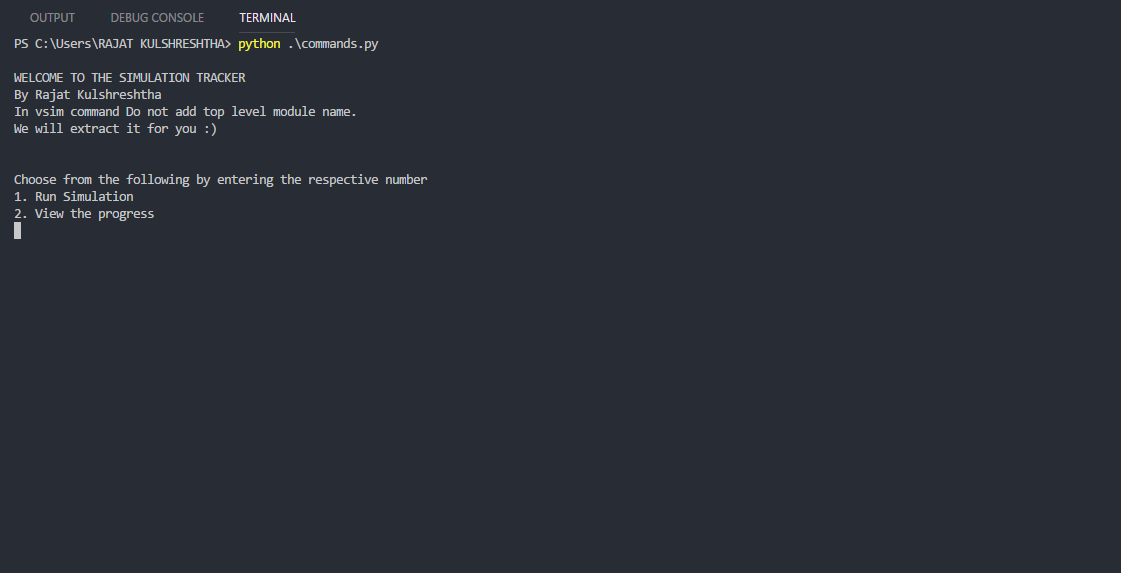 OUTPUT DEBUG CONSOLE TERMINAL
PS C:\Users\RAJAT KULSHRESHTHA> python .\commands.py
WELCOME TO THE SIMULATION TRACKER
By Rajat Kulshreshtha
In vsim command Do not add top level module name.
We will extract it for you :)
Choose from the following by entering the respective number
1. Run Simulation
2. View the progress